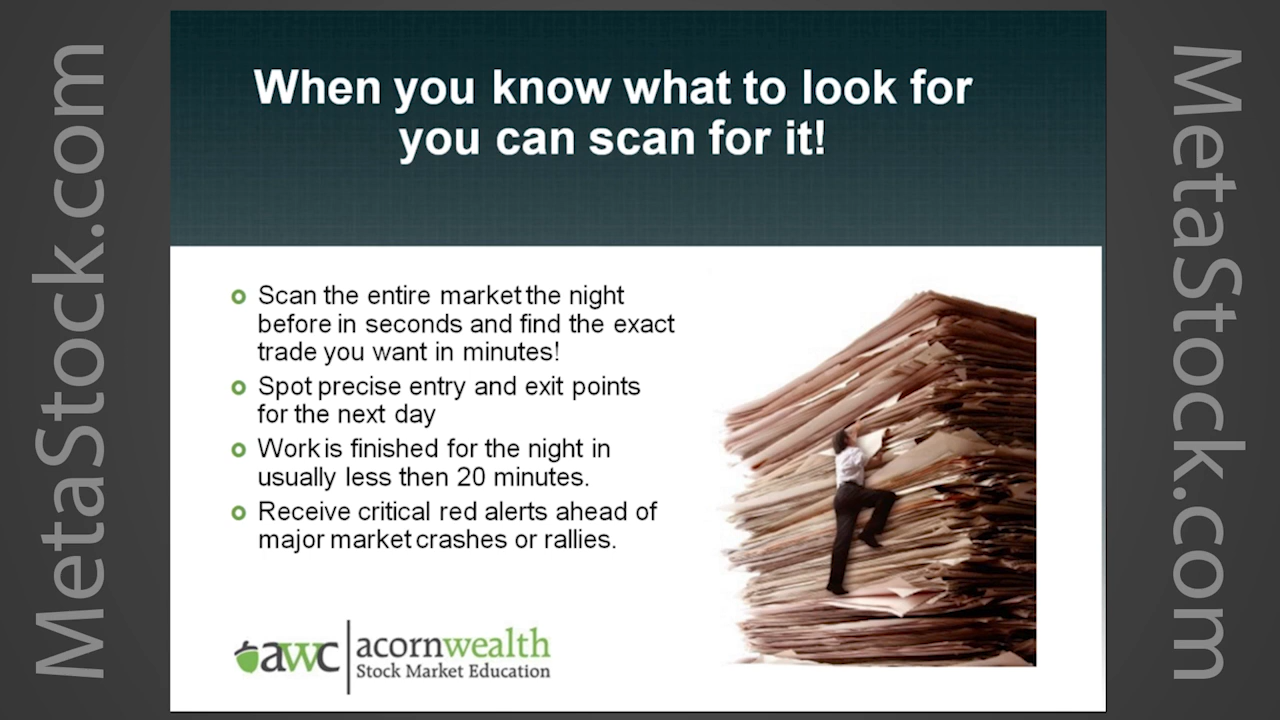 MetaStock.com
When you know what to look for
you can scan for it!
Scan the entire market the night
before in seconds and find the exact
trade you want in minutes!
Spot precise entry and exit points
for the next day
Work is finished for the night in
usually less then 20 minutes.
Receive critical red alerts ahead of
major market crashes or rallies.
awc
acornwealth
Stock Market Education
MetaStock.com